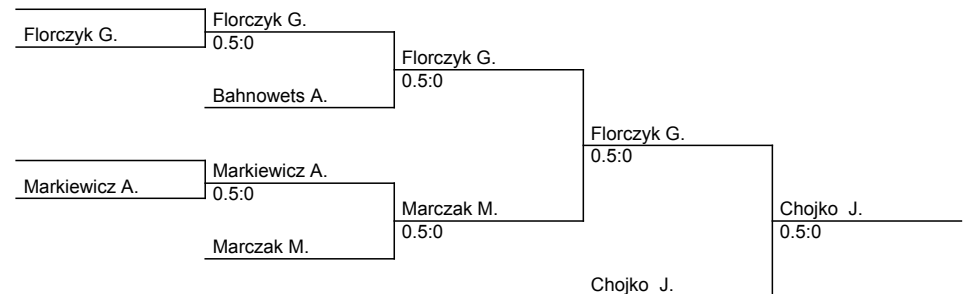 Florczyk G.
Florczyk G.
0.5:0
Florczyk G.
0.5:0
Bahnowets A.
Florczyk G.
0.5:0
Markiewicz A.
Markiewicz A.
0.5:0
Marczak M.
0.5:0
Marczak M.
Chojko J.
0.5:0
Chojko J.